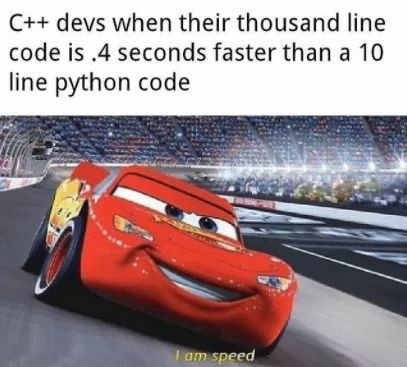 C++ devs when their thousand line
code is .4 seconds faster than a 10
line python code
I am speed